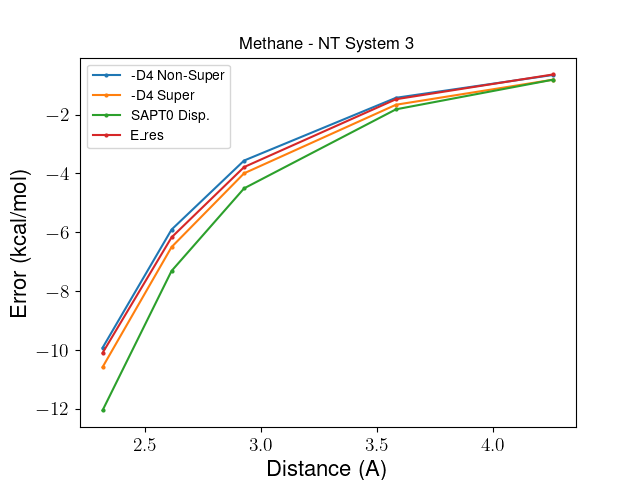 Methane - NT System 3
-D4 Non-Super
-D4 Super
SAPT0 Disp.
E_res
−2
−4
−6
−8
−10
−12
Error (kcal/mol)
2.5 3.0 3.5 4.0
Distance (A)